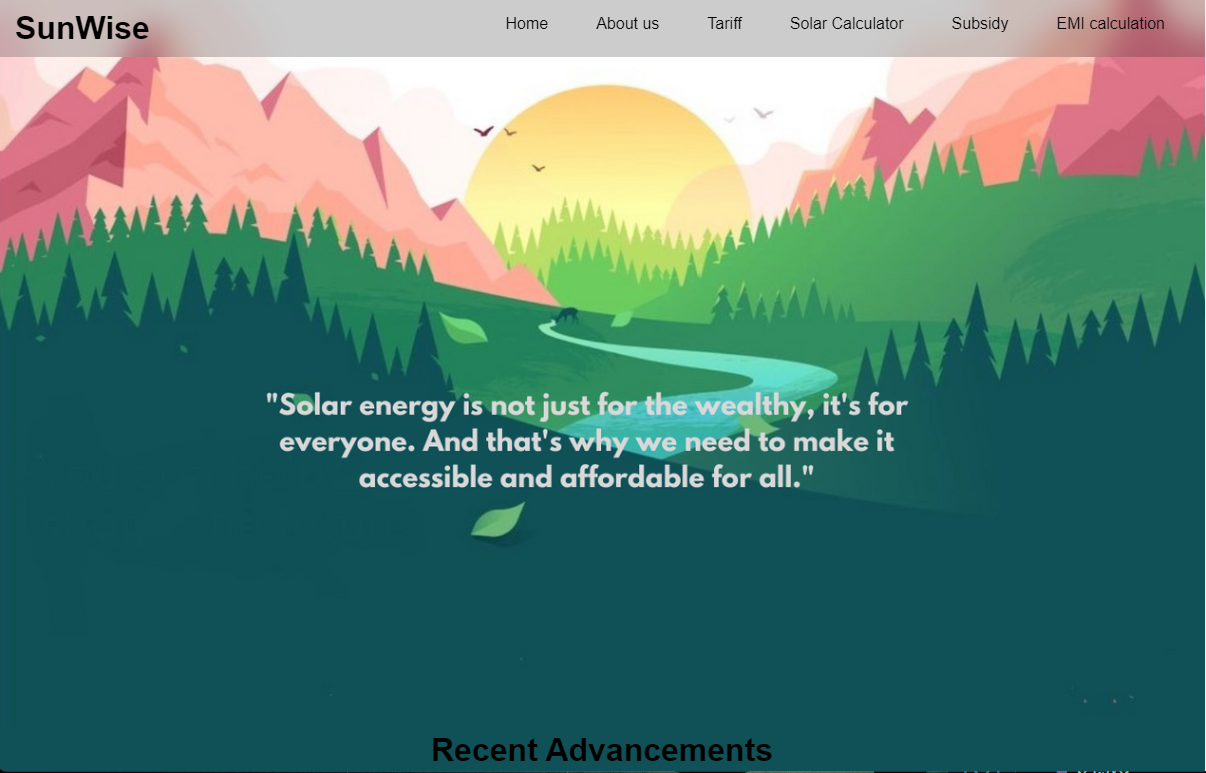 SunWise
Home About us Tariff Solar Calculator Subsidy EMI calculation
"Solar energy is not just for the wealthy, it's for
everyone. And that's why we need to make it
accessible and affordable for all."
Recent Advancements